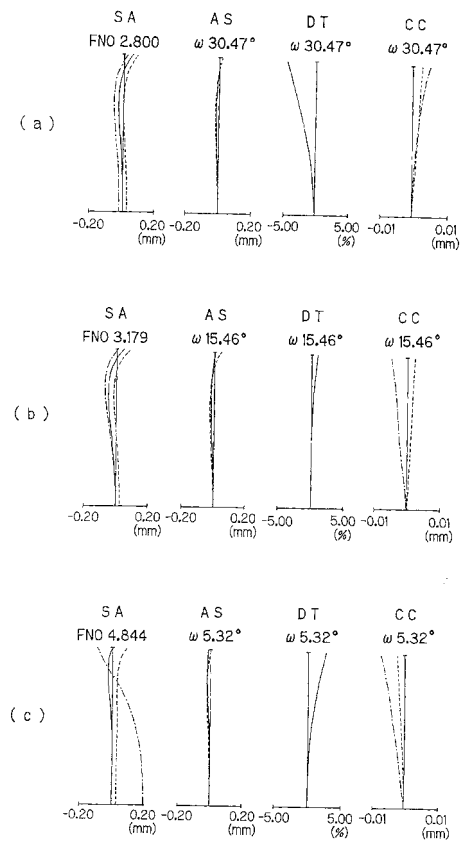 SA AS DT CC
FNO 2.800 ω 30.47° ω 30.47° ω 30.47°
(a)
-0.20 0.20 -0.20 0.20 -5.00 5.00 -0.01 0.01
(mm) (mm) (%) (mm)
SA AS DT CC
FNO 3.179 ω 15.46° ω 15.46° ω 15.46°
(b)
-0.20 0.20 -0.20 0.20 -5.00 5.00 -0.01 0.01
(mm) (mm) (%) (mm)
SA AS DT CC
FNO 4.844 ω 5.32° ω 5.32° ω 5.32°
(c)
-0.20 0.20 -0.20 0.20 -5.00 5.00 -0.01 0.01
(mm) (mm) (%) (mm)